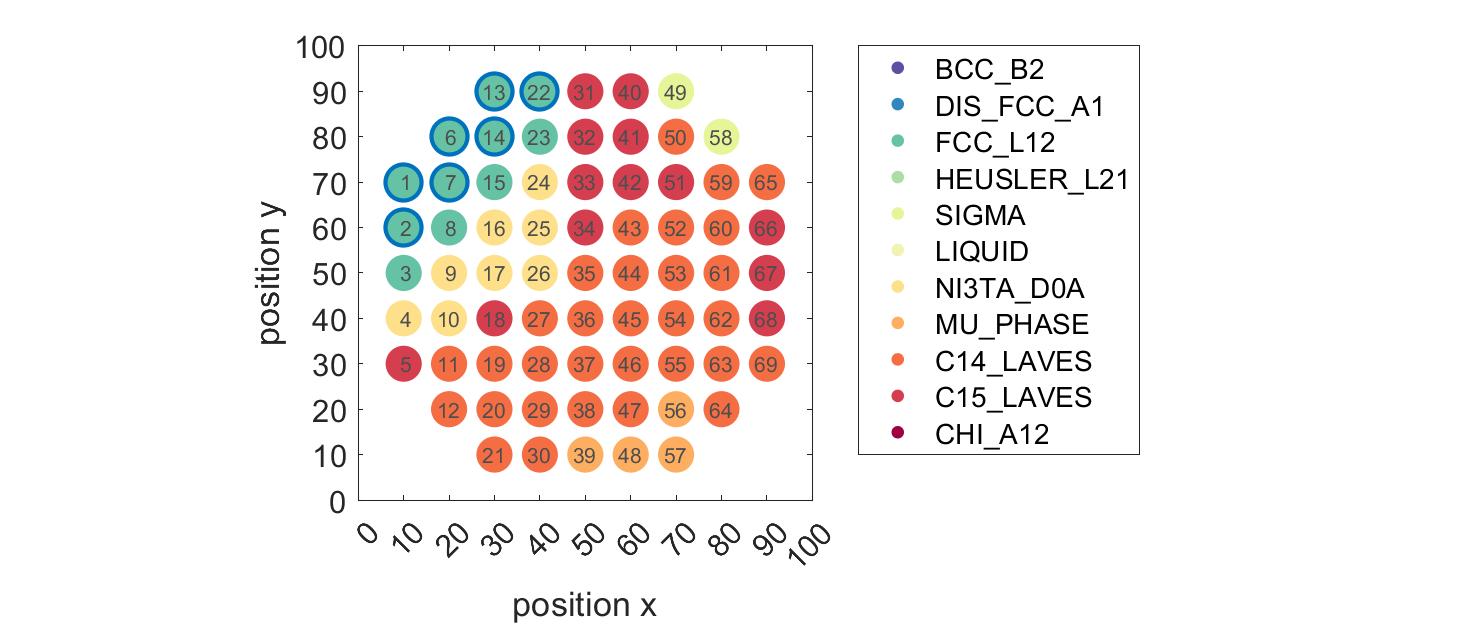 100
90
80
70
60
50
40
30
20
10
0
position y
13 22 31 40 49
6 14 23 32 41 50 58
1 7 15 24 33 42 51 59 65
2 8 16 25 34 43 52 60 66
3 9 17 26 35 44 53 61 67
4 10 18 27 36 45 54 62 68
5 11 19 28 37 46 55 63 69
12 20 29 38 47 56 64
21 30 39 48 57
0 10 20 30 40 50 60 70 80 90 100
position x
BCC_B2
DIS_FCC_A1
FCC_L12
HEUSLER_L21
SIGMA
LIQUID
NI3TA_D0A
MU_PHASE
C14_LAVES
C15_LAVES
CHI_A12